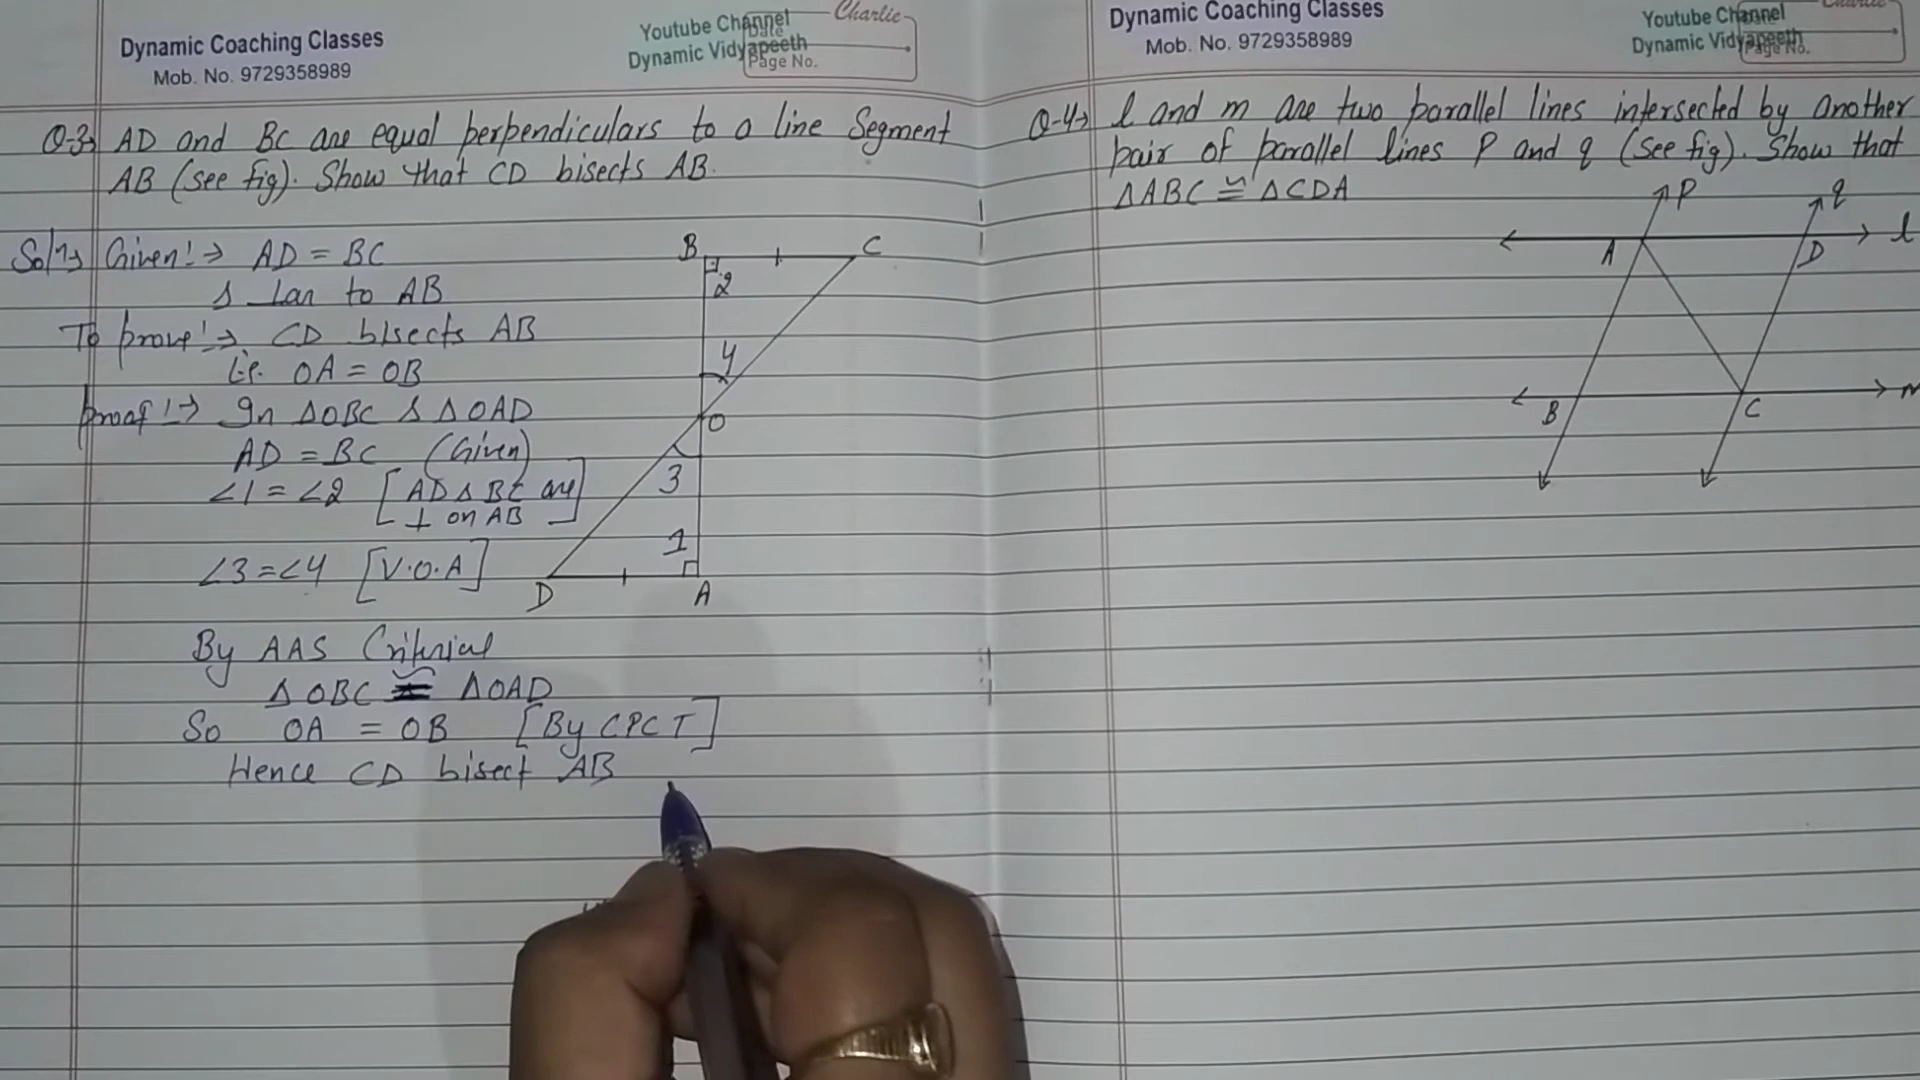 Dynamic Coaching Classes
Mob. No. 9729358989
Youtube Channel
Dynamic Vidyapeeth
Charlie
Date
Page No.
Q-3→ AD and BC are equal perpendiculars to a line Segment
AB (see fig). Show that CD bisects AB.
Soln→ Given:→ AD = BC
& ⊥ar to AB
To prove:→ CD bisects AB
i.e. OA = OB
Proof:→ In ΔOBC & ΔOAD
AD = BC (Given)
∠1 = ∠2 [AD & BC are
⊥ on AB]
∠3 = ∠4 [V.O.A]
By AAS Criterial
ΔOBC ≅ ΔOAD
So OA = OB [By CPCT]
Hence CD bisect AB
B
C
2
4
O
3
1
D
A
Dynamic Coaching Classes
Mob. No. 9729358989
Youtube Channel
Dynamic Vidyapeeth
Page No.
Q-4→ l and m are two parallel lines intersected by another
pair of parallel lines P and q (see fig). Show that
ΔABC ≅ ΔCDA
P
q
A
D
l
B
C
m